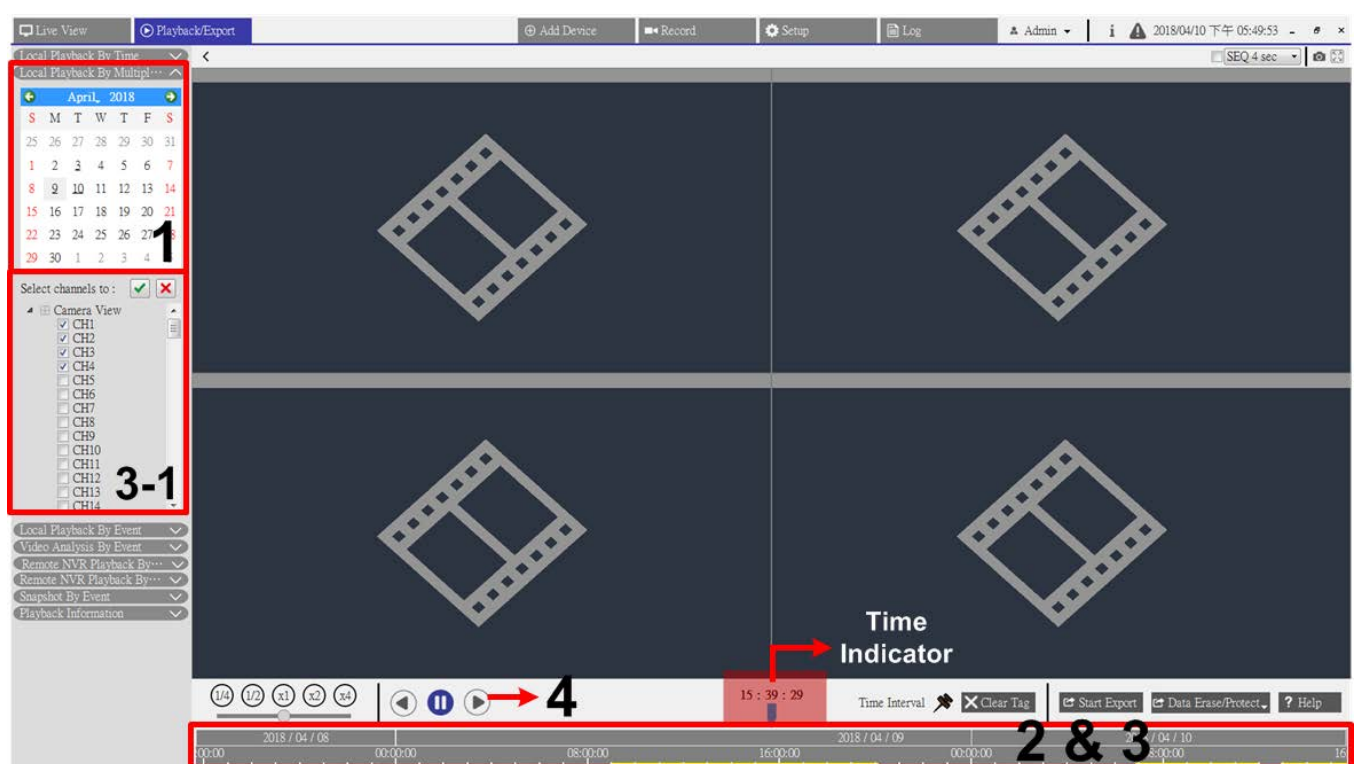 Live View
Playback/Export
Add Device
Record
Setup
Log
Admin
i
2018/04/10 下午 05:49:53
Local Playback By Time
Local Playback By Multipl···
SEQ 4 sec
April, 2018
S M T W T F S
25 26 27 28 29 30 31
1 2 3 4 5 6 7
8 9 10 11 12 13 14
15 16 17 18 19 20 21
22 23 24 25 26 27
29 30 1 2 3 4
1
Select channels to :
Camera View
CH1
CH2
CH3
CH4
CH5
CH6
CH7
CH8
CH9
CH10
CH11
CH12
CH13
CH14
3-1
Local Playback By Event
Video Analysis By Event
Remote NVR Playback By···
Remote NVR Playback By···
Snapshot By Event
Playback Information
Time
Indicator
1/4 1/2 x1 x2 x4
4
15 : 39 : 29
Time Interval
Clear Tag
Start Export
Data Erase/Protect
? Help
2 & 3
2018 / 04 / 08
2018 / 04 / 09
/ 04 / 10
:00:00
00:00:00
08:00:00
16:00:00
00:00:00
:00:00
16